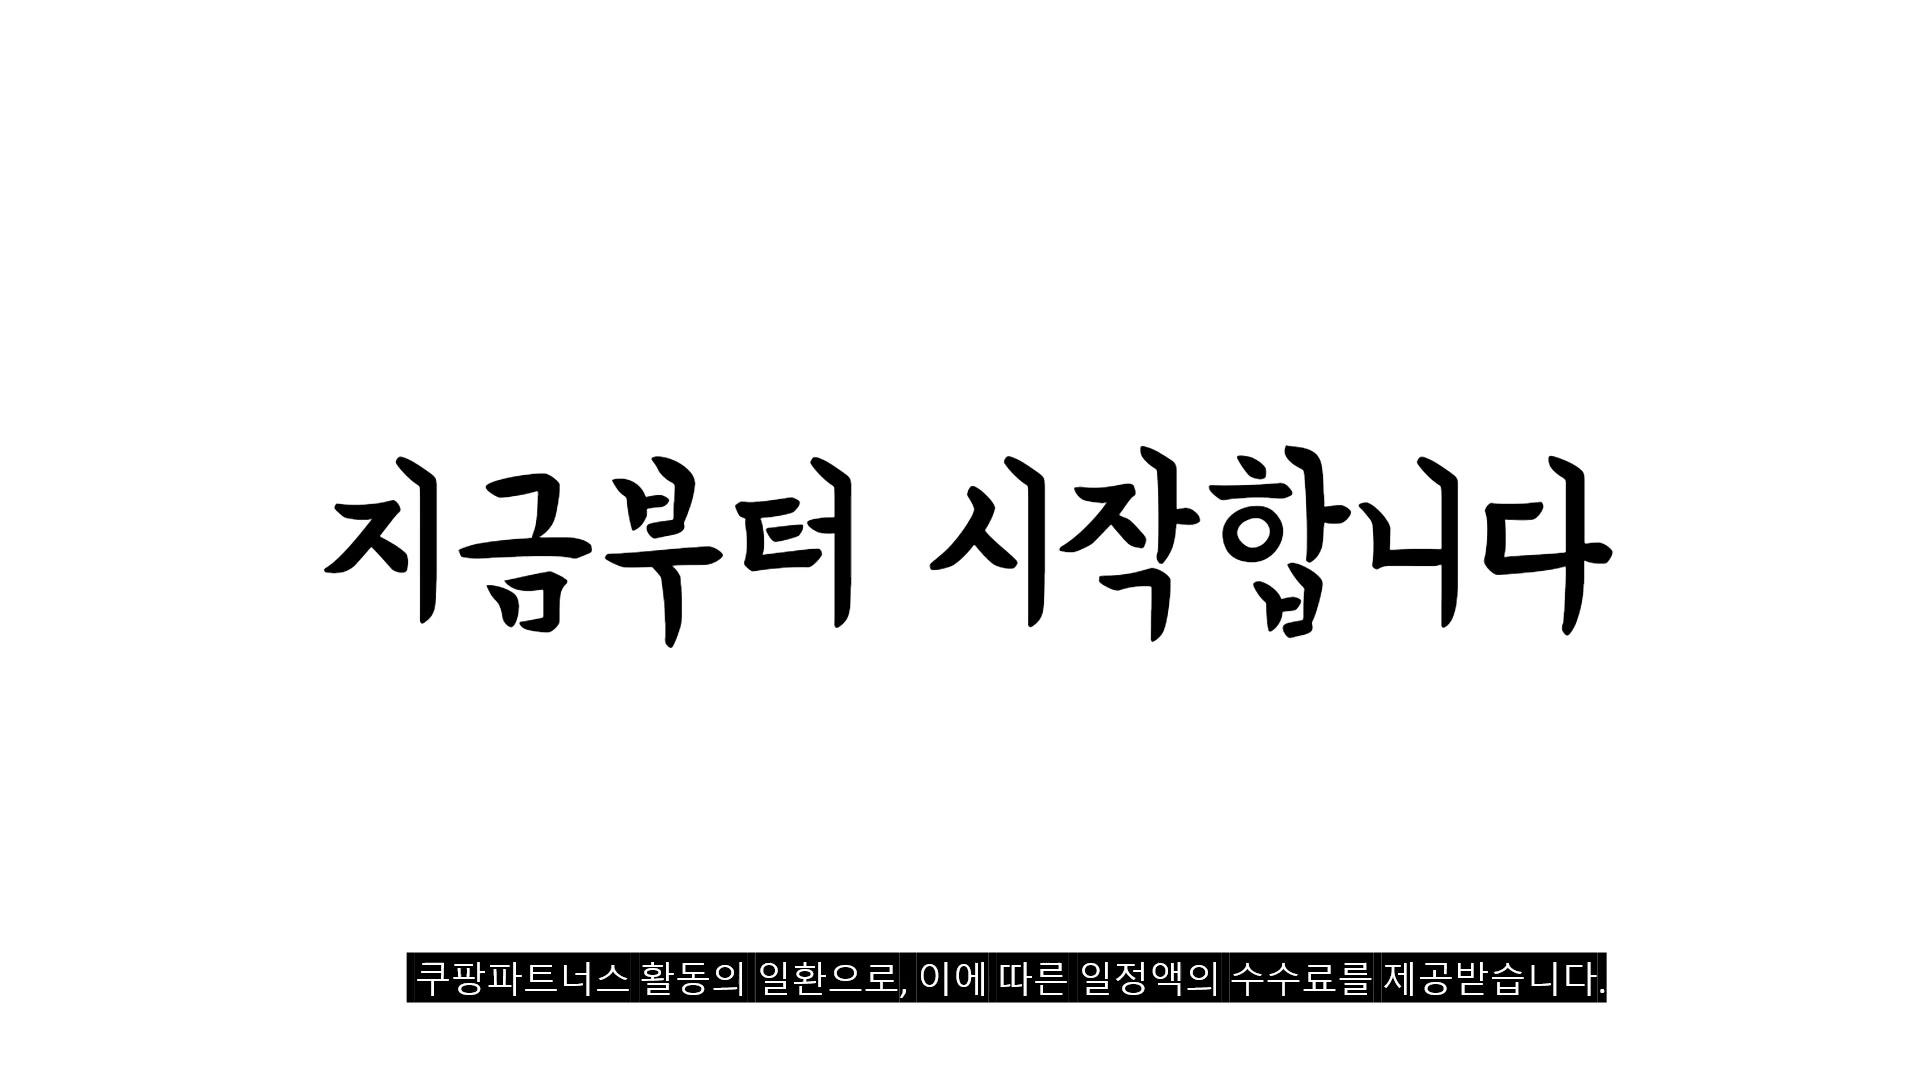 지금부터 시작합니다
쿠팡파트너스 활동의 일환으로, 이에 따른 일정액의 수수료를 제공받습니다.